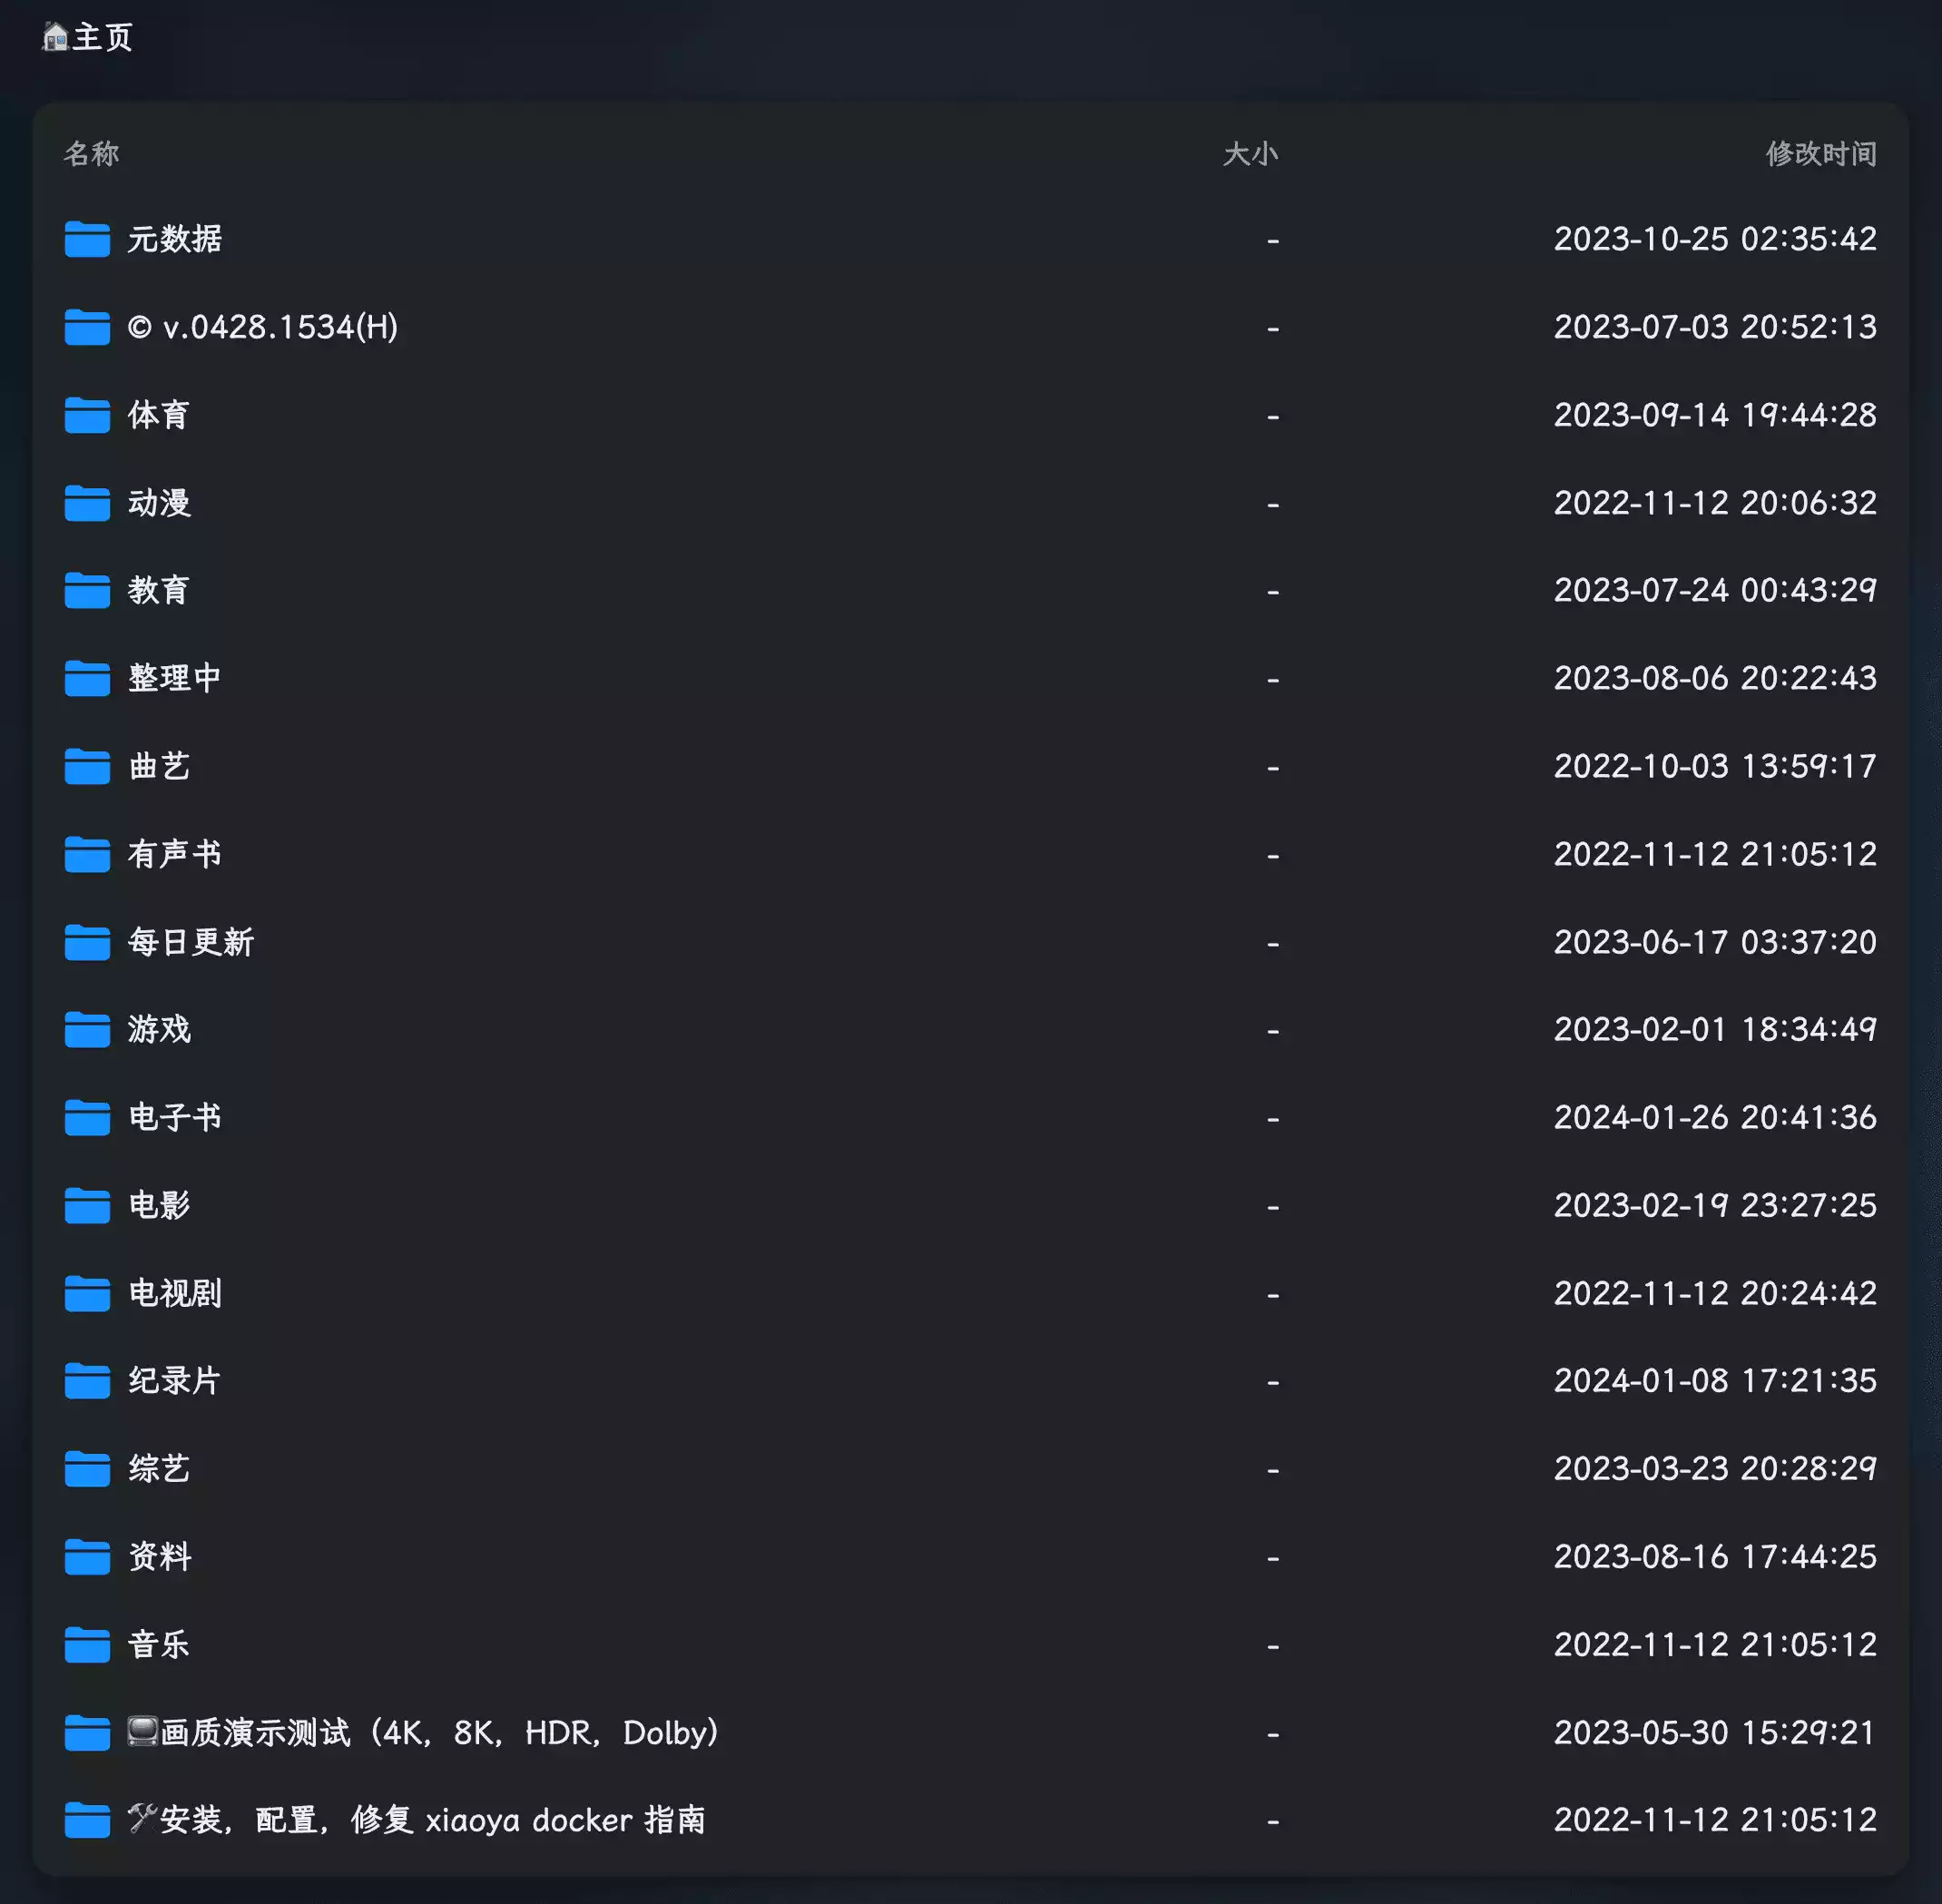 🏠主页
名称 大小 修改时间
元数据 - 2023-10-25 02:35:42
© v.0428.1534(H) - 2023-07-03 20:52:13
体育 - 2023-09-14 19:44:28
动漫 - 2022-11-12 20:06:32
教育 - 2023-07-24 00:43:29
整理中 - 2023-08-06 20:22:43
曲艺 - 2022-10-03 13:59:17
有声书 - 2022-11-12 21:05:12
每日更新 - 2023-06-17 03:37:20
游戏 - 2023-02-01 18:34:49
电子书 - 2024-01-26 20:41:36
电影 - 2023-02-19 23:27:25
电视剧 - 2022-11-12 20:24:42
纪录片 - 2024-01-08 17:21:35
综艺 - 2023-03-23 20:28:29
资料 - 2023-08-16 17:44:25
音乐 - 2022-11-12 21:05:12
📺画质演示测试（4K，8K，HDR，Dolby） - 2023-05-30 15:29:21
🛠安装，配置，修复 xiaoya docker 指南 - 2022-11-12 21:05:12